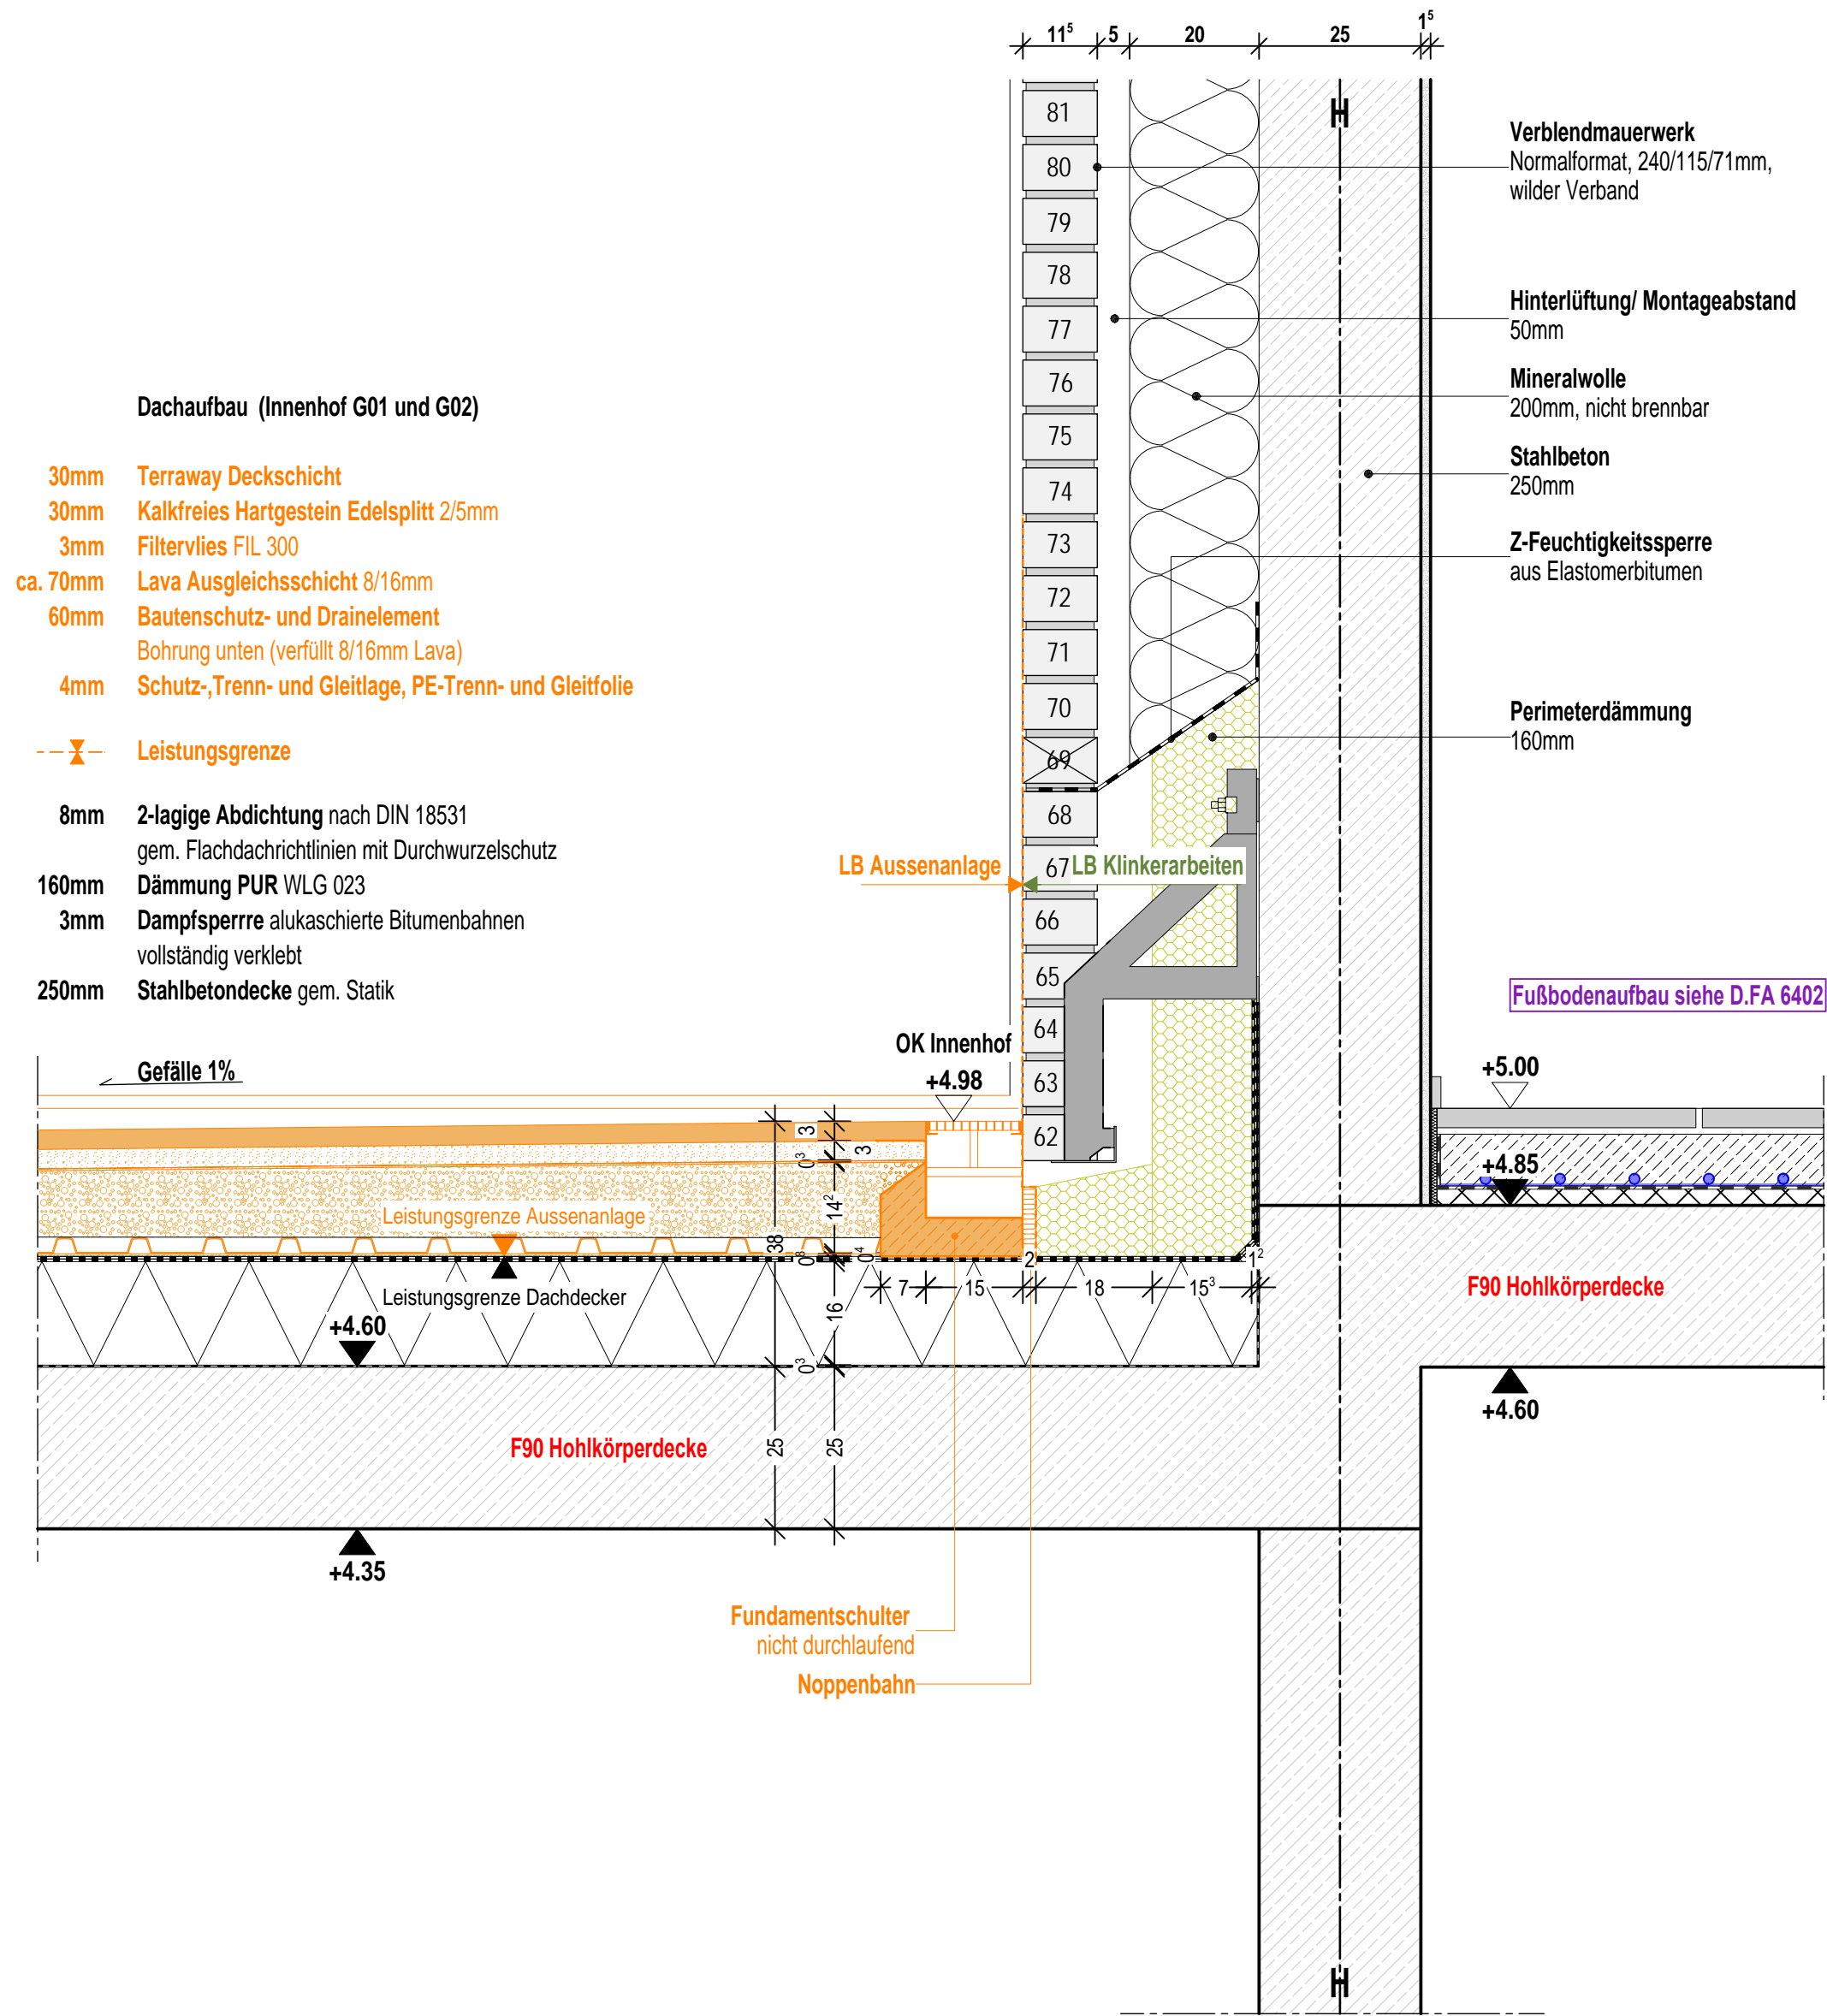 11⁵ 5 20 25 1⁵
H
81
80
79
78
77
76
75
74
73
72
71
70
69
68
67
66
65
64
63
62
Verblendmauerwerk
Normalformat, 240/115/71mm,
wilder Verband
Hinterlüftung/ Montageabstand
50mm
Mineralwolle
200mm, nicht brennbar
Stahlbeton
250mm
Z-Feuchtigkeitssperre
aus Elastomerbitumen
Perimeterdämmung
160mm
Dachaufbau (Innenhof G01 und G02)
30mm Terraway Deckschicht
30mm Kalkfreies Hartgestein Edelsplitt 2/5mm
3mm Filtervlies FIL 300
ca. 70mm Lava Ausgleichsschicht 8/16mm
60mm Bautenschutz- und Drainelement
Bohrung unten (verfüllt 8/16mm Lava)
4mm Schutz-,Trenn- und Gleitlage, PE-Trenn- und Gleitfolie
Leistungsgrenze
8mm 2-lagige Abdichtung nach DIN 18531
gem. Flachdachrichtlinien mit Durchwurzelschutz
160mm Dämmung PUR WLG 023
3mm Dampfsperrre alukaschierte Bitumenbahnen
vollständig verklebt
250mm Stahlbetondecke gem. Statik
LB Aussenanlage
LB Klinkerarbeiten
Fußbodenaufbau siehe D.FA 6402
OK Innenhof
+4.98
Gefälle 1%
+5.00
+4.85
3
3
0³
14²
38
0⁸
0⁴
16
0³
25
25
Leistungsgrenze Aussenanlage
Leistungsgrenze Dachdecker
7 15 2 18 15³ 1²
+4.60
F90 Hohlkörperdecke
+4.60
F90 Hohlkörperdecke
+4.35
Fundamentschulter
nicht durchlaufend
Noppenbahn
H